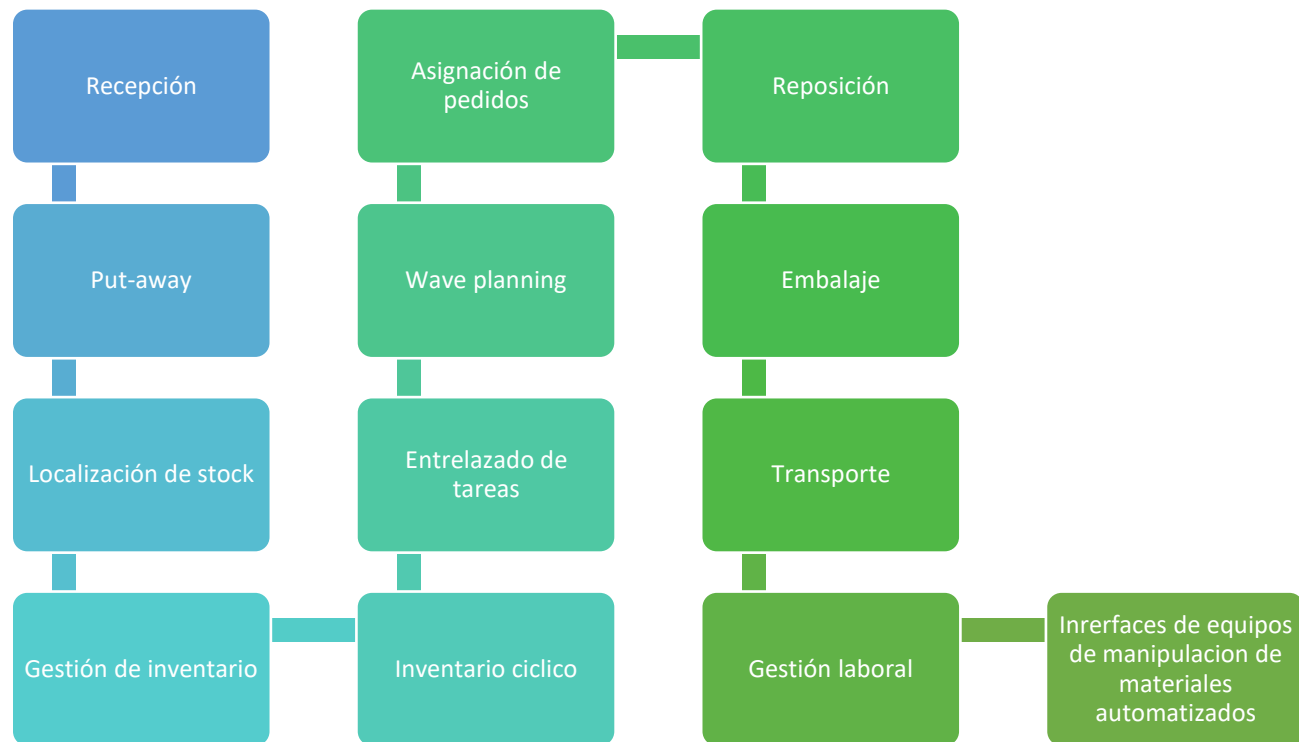 Recepción
Put-away
Localización de stock
Gestión de inventario
Inventario ciclico
Entrelazado de
tareas
Wave planning
Asignación de
pedidos
Reposición
Embalaje
Transporte
Gestión laboral
Inrerfaces de equipos
de manipulacion de
materiales
automatizados